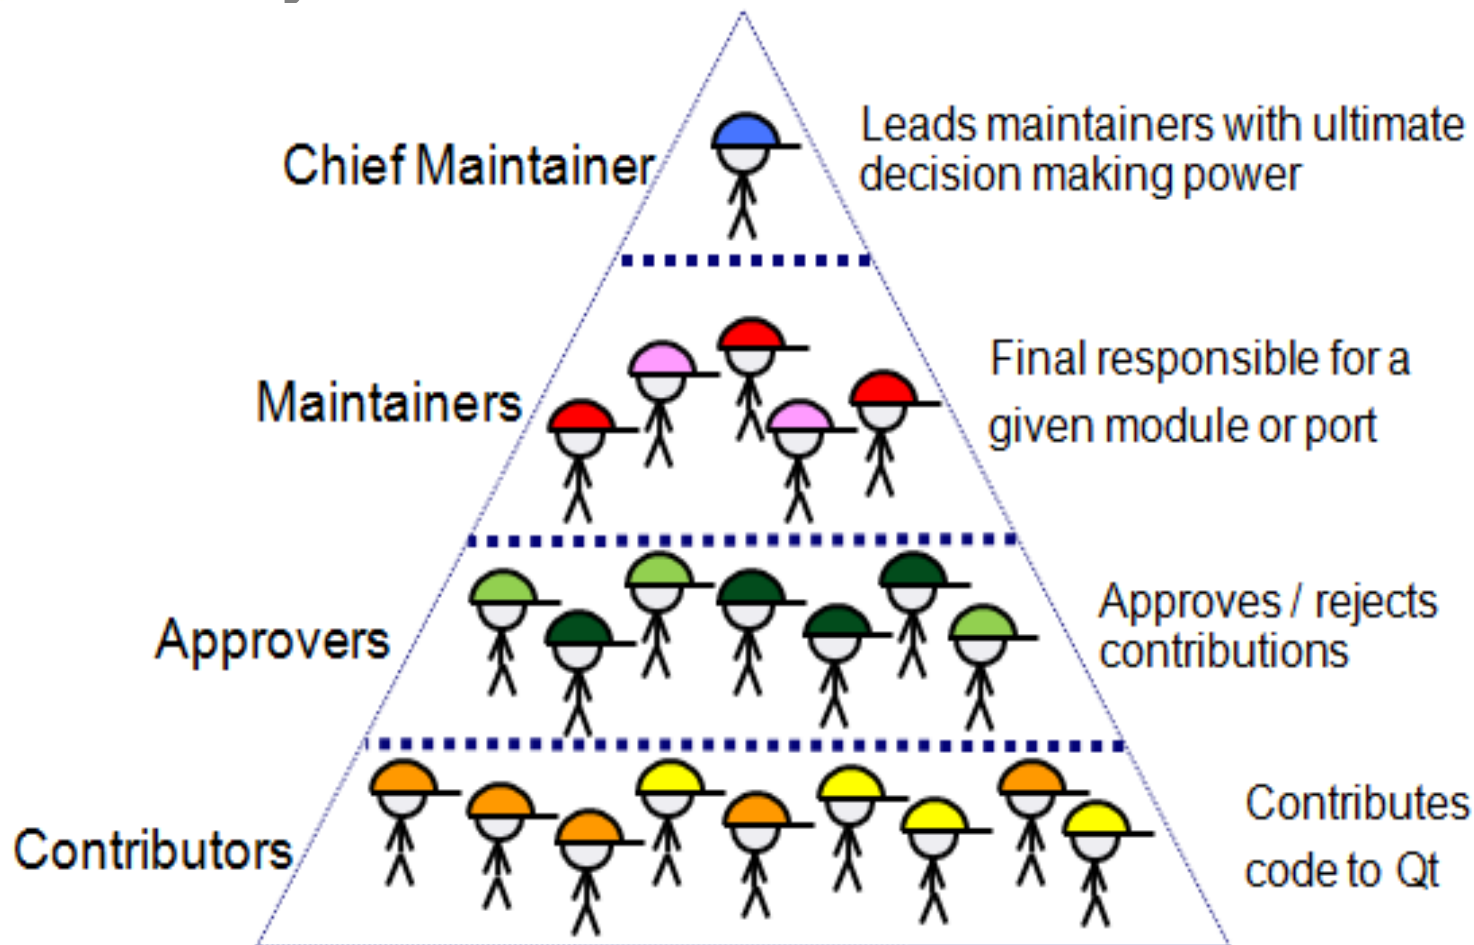 Chief Maintainer
Leads maintainers with ultimate
decision making power
Maintainers
Final responsible for a
given module or port
Approvers
Approves / rejects
contributions
Contributors
Contributes
code to Qt